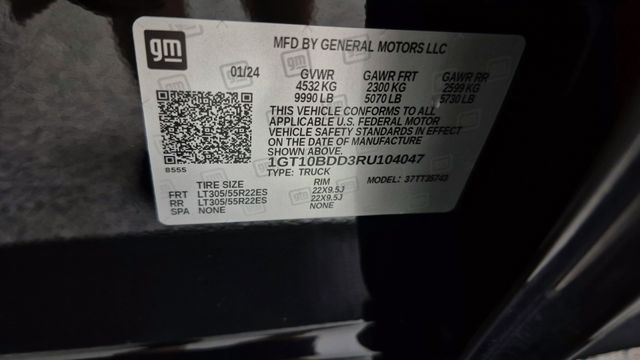 gm
MFD BY GENERAL MOTORS LLC
01/24 GVWR GAWR FRT GAWR RR
4532 KG 2300 KG 2599 KG
9990 LB 5070 LB 5730 LB
THIS VEHICLE CONFORMS TO ALL
APPLICABLE U.S. FEDERAL MOTOR
VEHICLE SAFETY STANDARDS IN EFFECT
ON THE DATE OF MANUFACTURE
SHOWN ABOVE.
1GT10BDD3RU104047
TYPE: TRUCK MODEL: 37TT35743
8555
TIRE SIZE RIM
FRT LT305/55R22ES 22X9.5J
RR LT305/55R22ES 22X9.5J
SPA NONE NONE